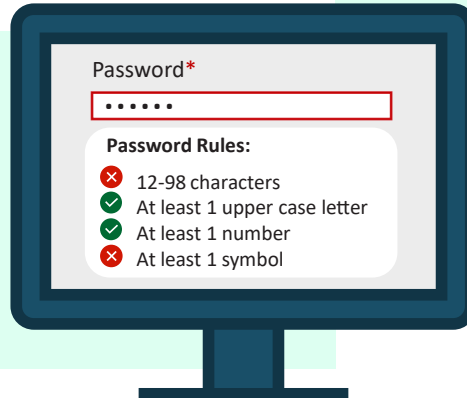 Password*
••••••
Password Rules:
12-98 characters
At least 1 upper case letter
At least 1 number
At least 1 symbol